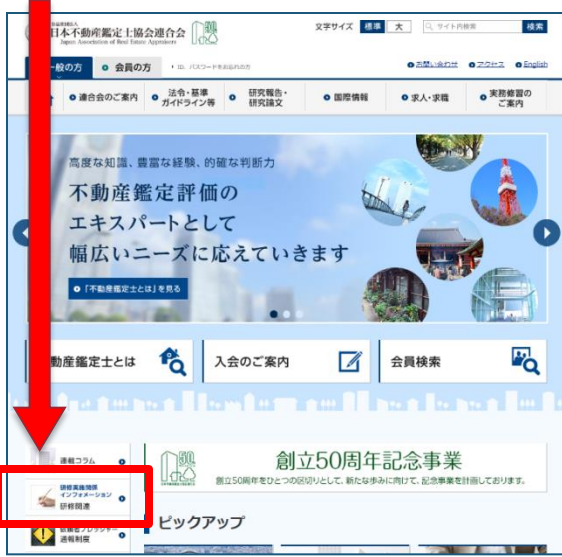 日本不動産鑑定士協会連合会
Japan Association of Real Estate Appraisers
文字サイズ 標準 大 サイト内検索 検索
般の方 会員の方 ID、パスワードをお忘れの方 お問い合わせ アクセス English
連合会のご案内 法令・基準 ガイドライン等 研究報告・ 研究論文 国際情報 求人・求職 実務修習の ご案内
高度な知識、豊富な経験、的確な判断力
不動産鑑定評価の
エキスパートとして
幅広いニーズに応えていきます
「不動産鑑定士とは」を見る
動産鑑定士とは 入会のご案内 会員検索
連載コラム
50th
創立50周年記念事業
創立50周年をひとつの区切りとして、新たな歩みに向けて、記念事業を計画しております。
研修実施関係
インフォメーション
研修関連
通報制度
ピックアップ